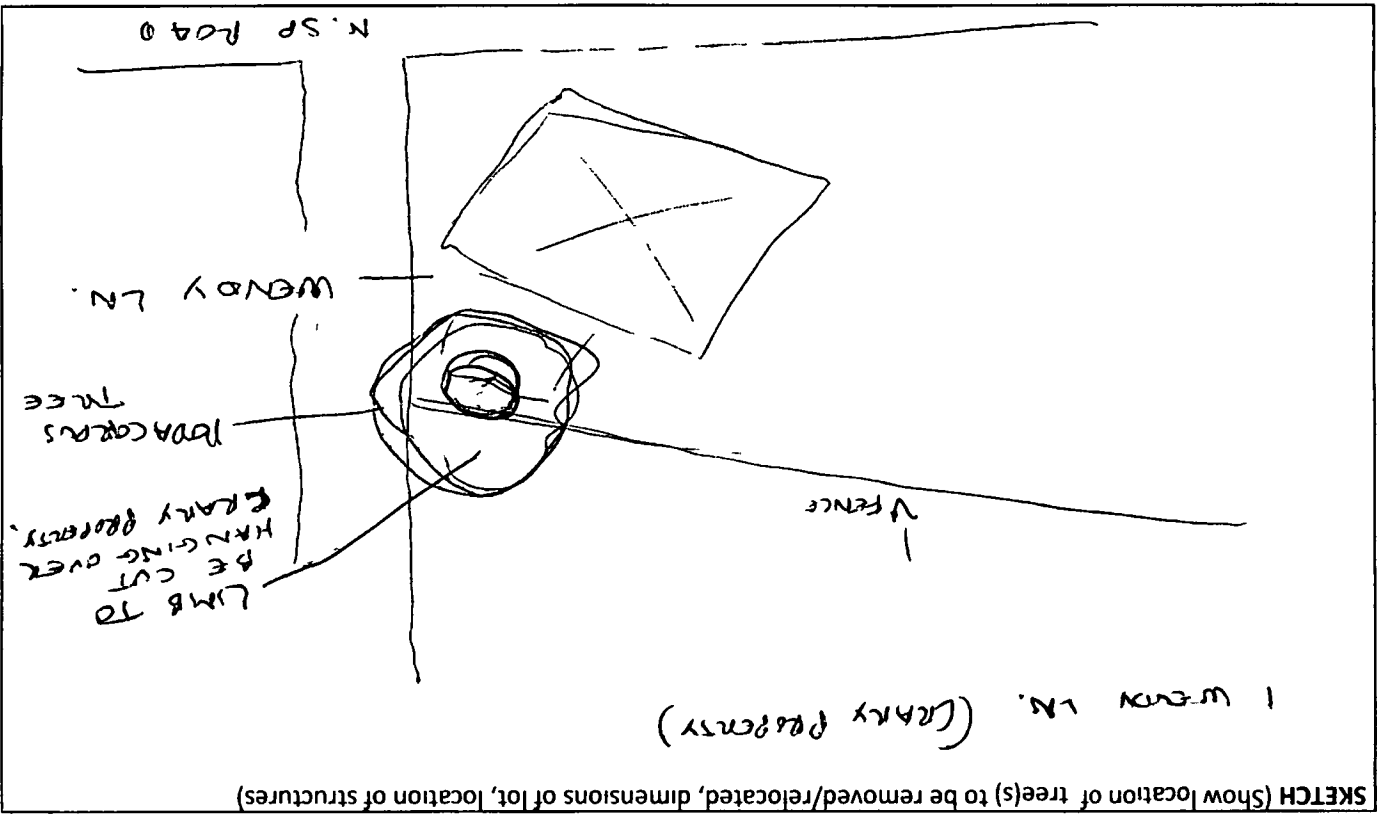 SKETCH (Show location of tree(s) to be removed/relocated, dimensions of lot, location of structures)
1 WENDY LN. (CRARY PROPERTY)
LIMB TO
BE CUT
HANGING OVER
CRARY PROPERTY.
FENCE
TREE
WENDY LN.
N. SP ROAD